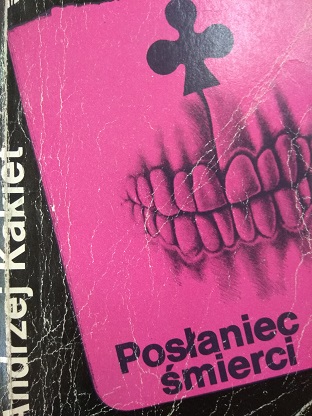 Andrzej Kakiet
Posłaniec
śmierci